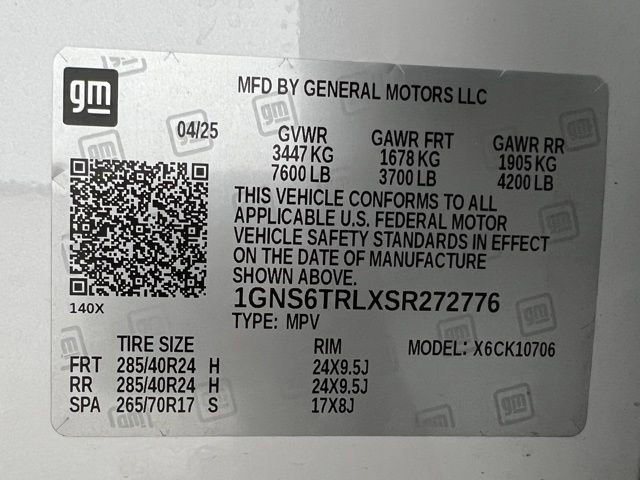 gm
MFD BY GENERAL MOTORS LLC
04/25
GVWR GAWR FRT GAWR RR
3447 KG 1678 KG 1905 KG
7600 LB 3700 LB 4200 LB
THIS VEHICLE CONFORMS TO ALL
APPLICABLE U.S. FEDERAL MOTOR
VEHICLE SAFETY STANDARDS IN EFFECT
ON THE DATE OF MANUFACTURE
SHOWN ABOVE.
140X
1GNS6TRLXSR272776
TYPE: MPV
TIRE SIZE RIM MODEL: X6CK10706
FRT 285/40R24 H 24X9.5J
RR 285/40R24 H 24X9.5J
SPA 265/70R17 S 17X8J